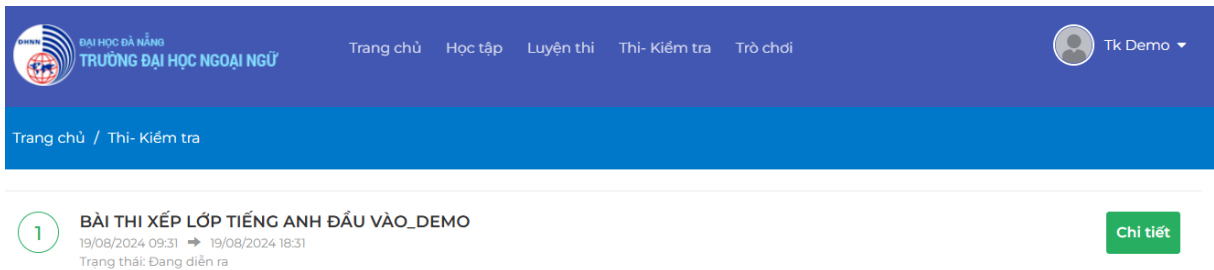 ĐHNN
ĐẠI HỌC ĐÀ NẴNG
TRƯỜNG ĐẠI HỌC NGOẠI NGỮ
Trang chủ Học tập Luyện thi Thi- Kiểm tra Trò chơi
Tk Demo
Trang chủ / Thi- Kiểm tra
1
BÀI THI XẾP LỚP TIẾNG ANH ĐẦU VÀO_DEMO
19/08/2024 09:31 ➔ 19/08/2024 18:31
Trạng thái: Đang diễn ra
Chi tiết